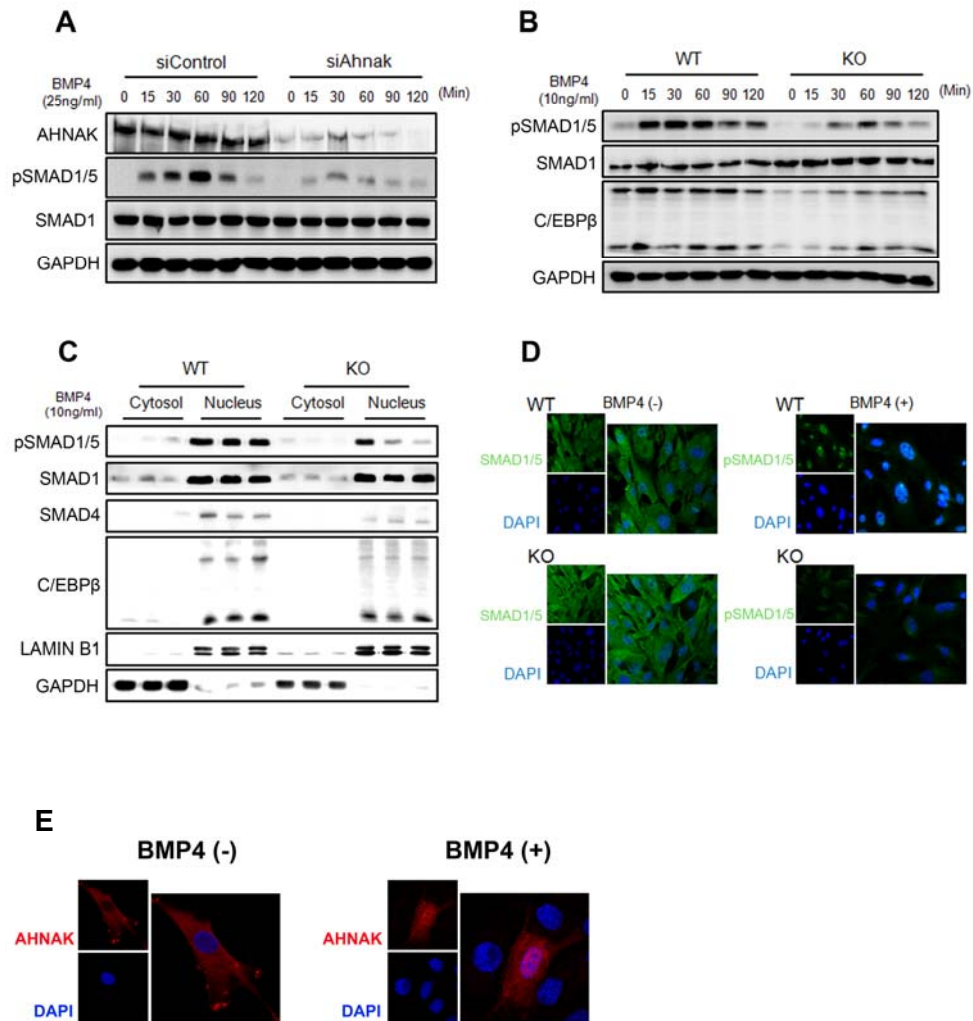 A
siControl siAhnak
BMP4
(25ng/ml) 0 15 30 60 90 120 0 15 30 60 90 120 (Min)
AHNAK
pSMAD1/5
SMAD1
GAPDH
B
WT KO
BMP4
(10ng/ml) 0 15 30 60 90 120 0 15 30 60 90 120 (Min)
pSMAD1/5
SMAD1
C/EBPβ
GAPDH
C
WT KO
BMP4
(10ng/ml) Cytosol Nucleus Cytosol Nucleus
pSMAD1/5
SMAD1
SMAD4
C/EBPβ
LAMIN B1
GAPDH
D
WT BMP4 (-)
SMAD1/5
DAPI
WT BMP4 (+)
pSMAD1/5
DAPI
KO
SMAD1/5
DAPI
KO
pSMAD1/5
DAPI
E
BMP4 (-)
AHNAK
DAPI
BMP4 (+)
AHNAK
DAPI